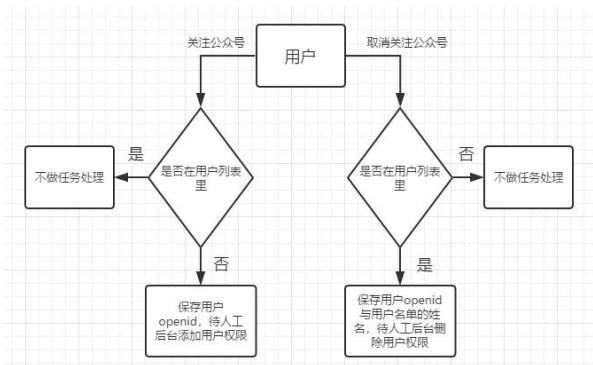 关注公众号
用户
取消关注公众号
是否在用户列表
里
是
不做任务处理
否
保存用户
openid，待人工
后台添加用户权限
是否在用户列表
里
否
不做任务处理
是
保存用户openid
与用户名单的姓
名，待人工后台删
除用户权限